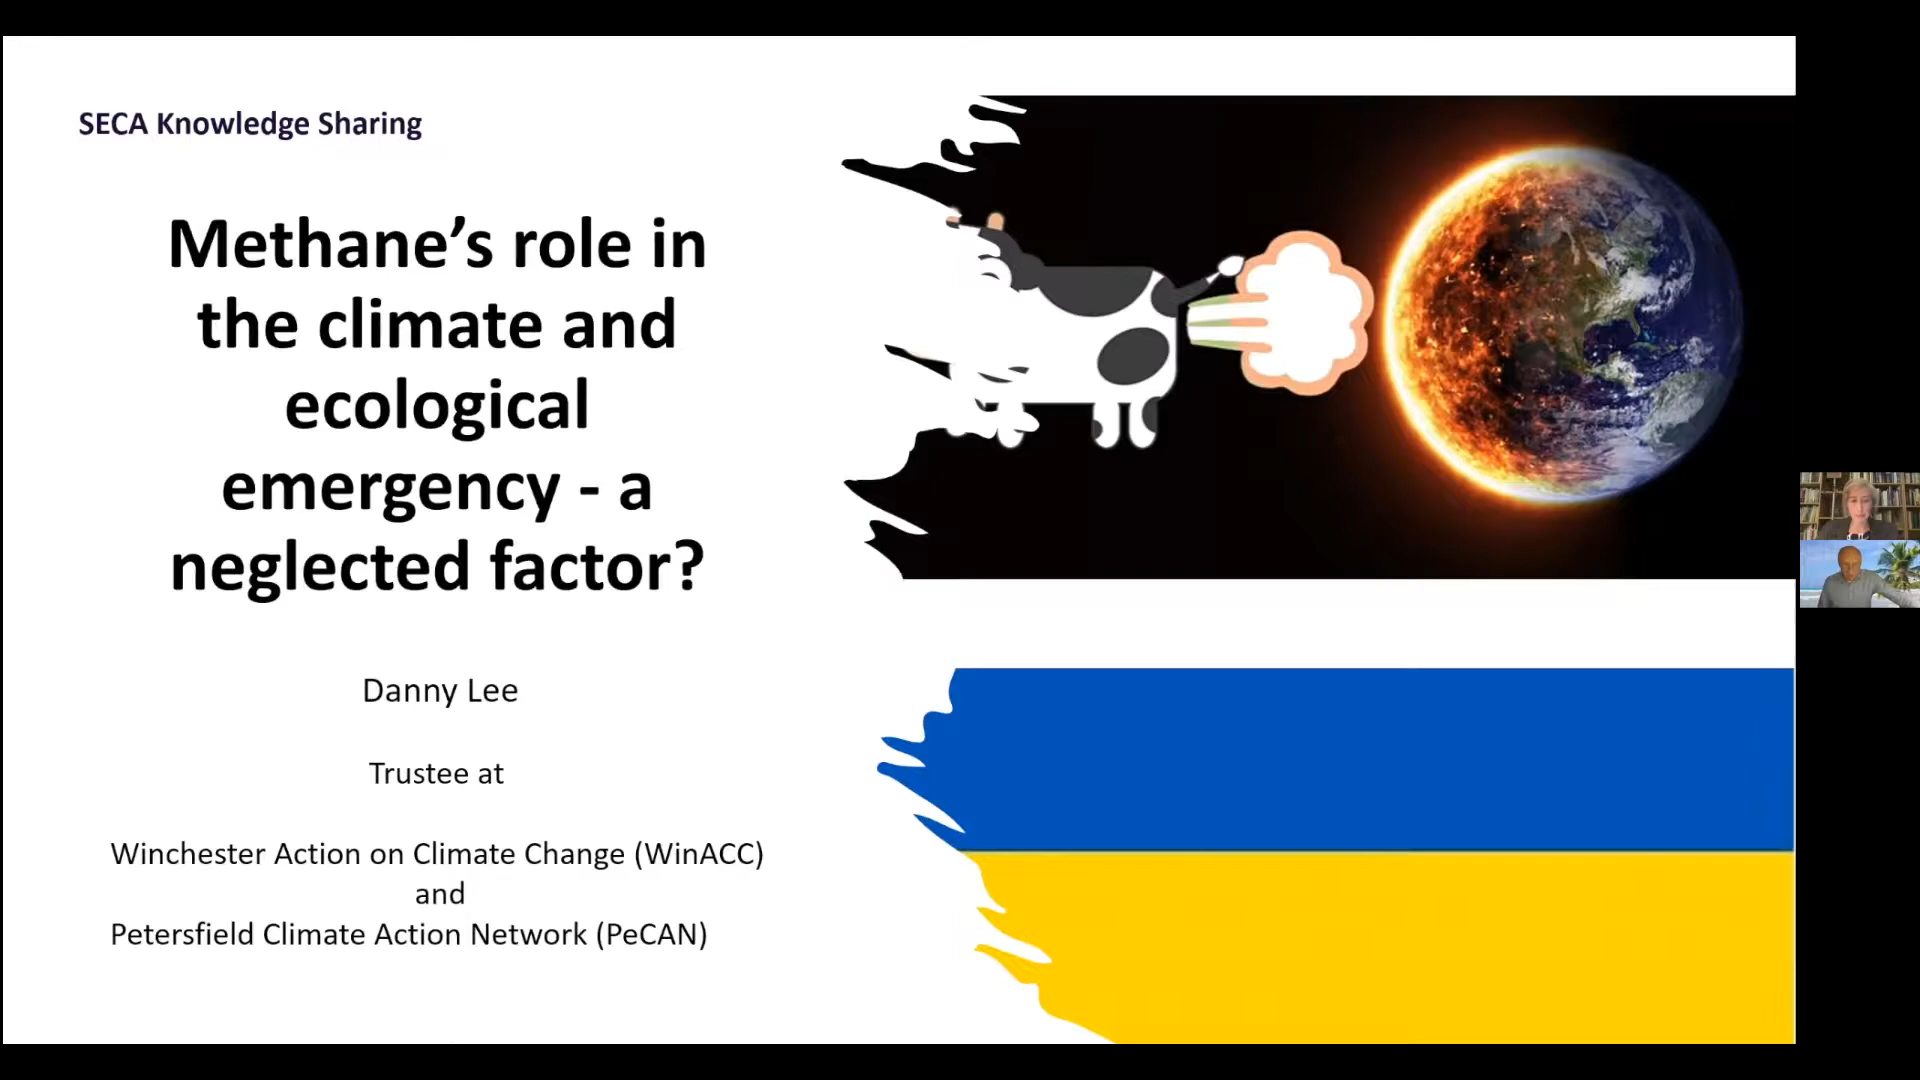 SECA Knowledge Sharing
Methane’s role in
the climate and
ecological
emergency - a
neglected factor?
Danny Lee
Trustee at
Winchester Action on Climate Change (WinACC)
and
Petersfield Climate Action Network (PeCAN)